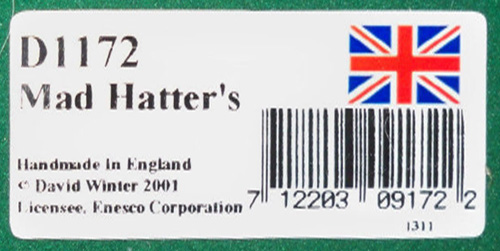 D1172
Mad Hatter's
Handmade in England
© David Winter 2001
Licensee, Enesco Corporation
7 12203 09172 2
1311